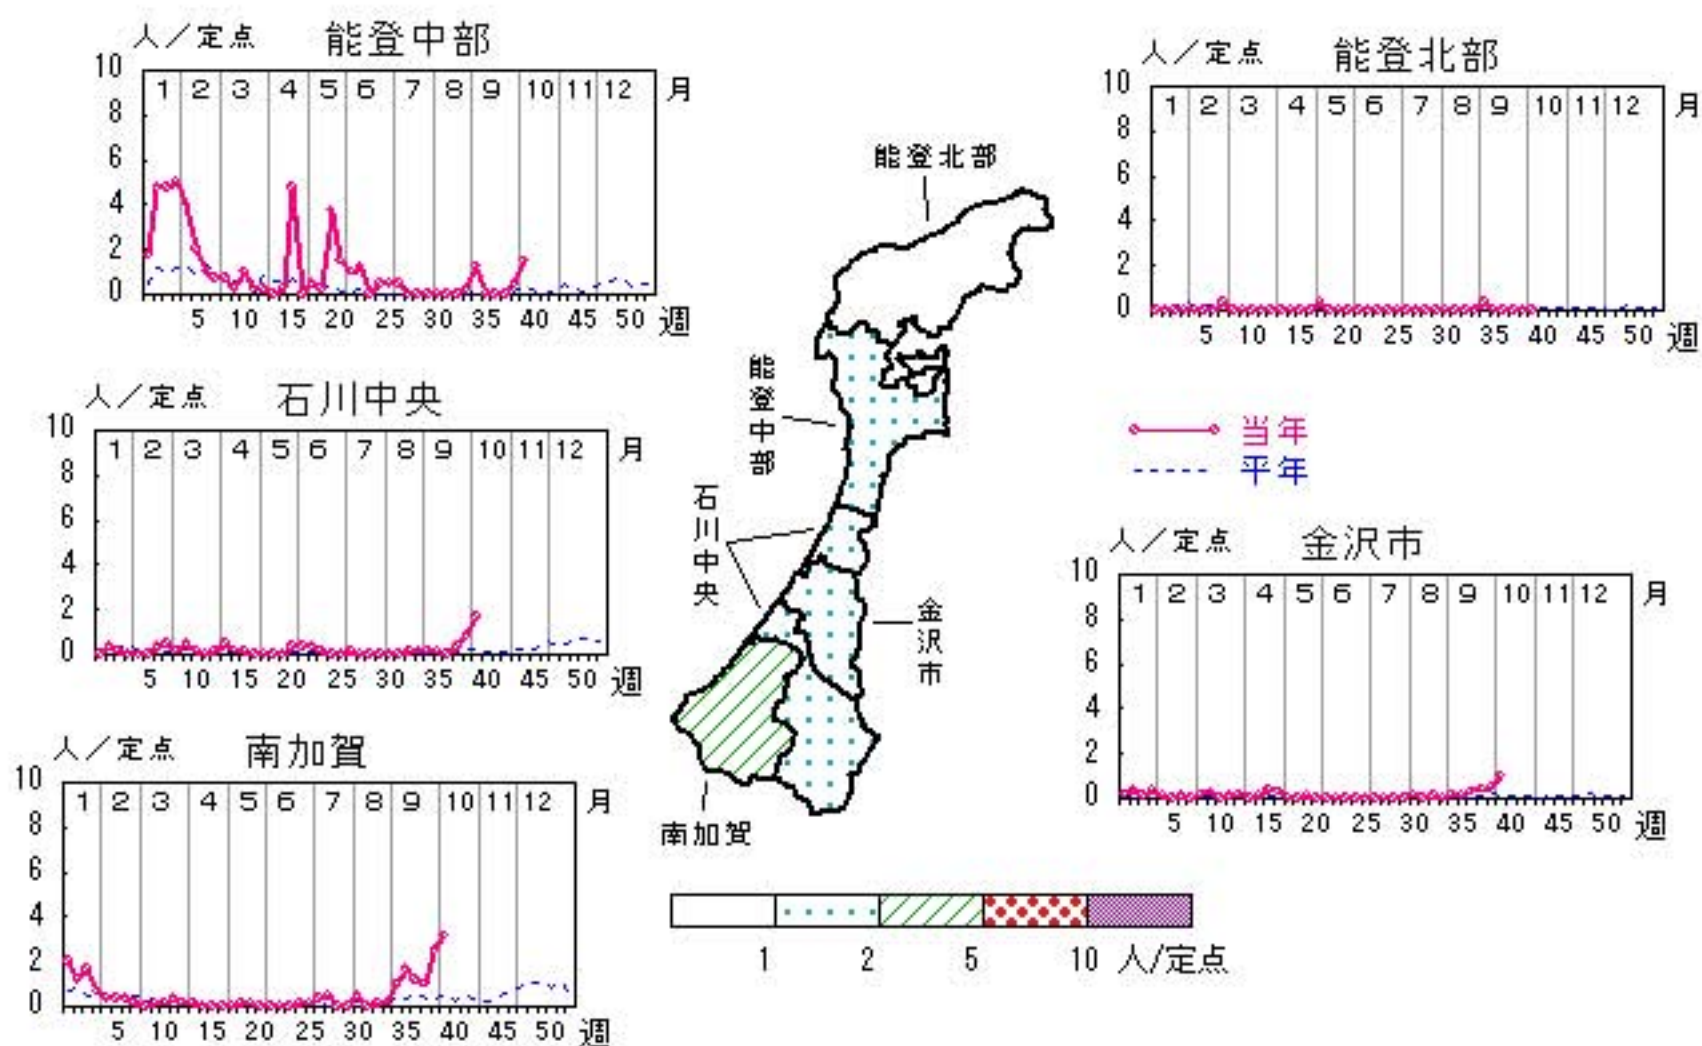 人／定点 能登中部
10 8 6 4 2 0
1 2 3 4 5 6 7 8 9 10 11 12 月
5 10 15 20 25 30 35 40 45 50 週
人／定点 能登北部
10 8 6 4 2 0
1 2 3 4 5 6 7 8 9 10 11 12 月
5 10 15 20 25 30 35 40 45 50 週
人／定点 石川中央
10 8 6 4 2 0
1 2 3 4 5 6 7 8 9 10 11 12 月
5 10 15 20 25 30 35 40 45 50 週
当年
平年
人／定点 金沢市
10 8 6 4 2 0
1 2 3 4 5 6 7 8 9 10 11 12 月
5 10 15 20 25 30 35 40 45 50 週
人／定点 南加賀
10 8 6 4 2 0
1 2 3 4 5 6 7 8 9 10 11 12 月
5 10 15 20 25 30 35 40 45 50 週
能登北部
能登中部
石川中央
金沢市
南加賀
1 2 5 10 人/定点